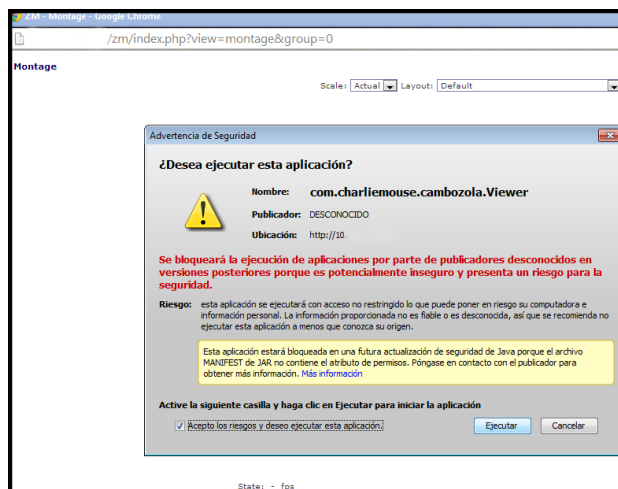 ZM - Montage - Google Chrome
/zm/index.php?view=montage&group=0
Montage
Scale: Actual Layout: Default
Advertencia de Seguridad
¿Desea ejecutar esta aplicación?
Nombre: com.charliemouse.cambozola.Viewer
Publicador: DESCONOCIDO
Ubicación: http://10.
Se bloqueará la ejecución de aplicaciones por parte de publicadores desconocidos en
versiones posteriores porque es potencialmente inseguro y presenta un riesgo para la
seguridad.
Riesgo: esta aplicación se ejecutará con acceso no restringido lo que puede poner en riesgo su computadora e
información personal. La información proporcionada no es fiable o es desconocida, así que se recomienda no
ejecutar esta aplicación a menos que conozca su origen.
Esta aplicación estará bloqueada en una futura actualización de seguridad de Java porque el archivo
MANIFEST de JAR no contiene el atributo de permisos. Póngase en contacto con el publicador para
obtener más información. Más información
Active la siguiente casilla y haga clic en Ejecutar para iniciar la aplicación
Acepto los riesgos y deseo ejecutar esta aplicación.
Ejecutar Cancelar
State: - fps